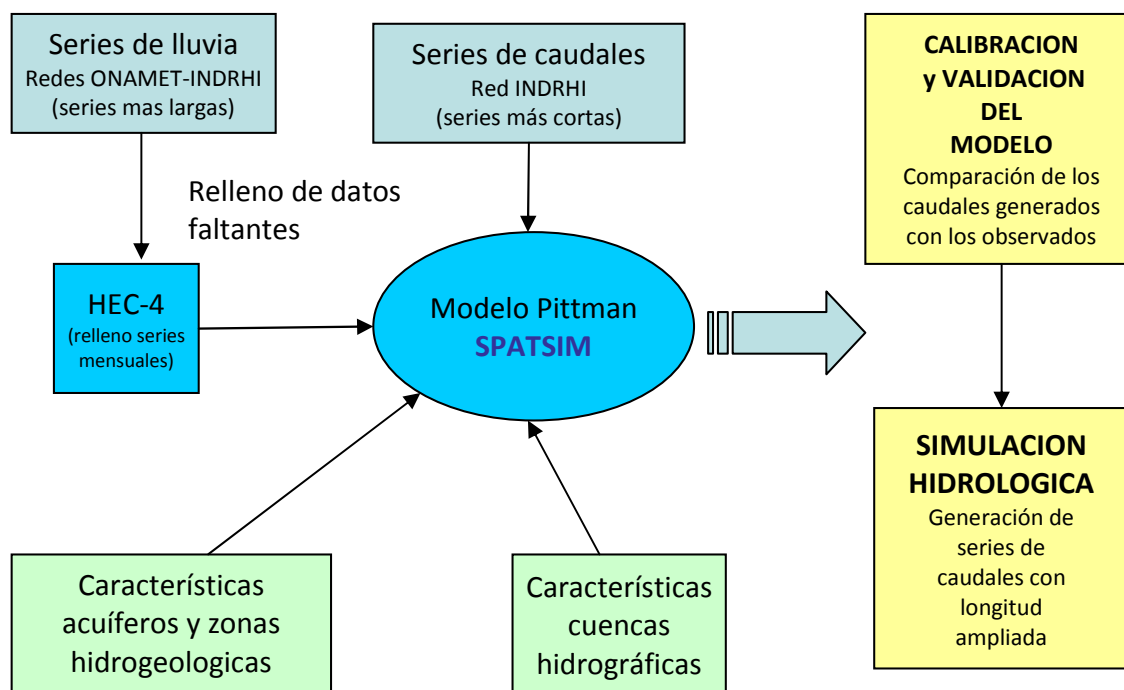 Series de lluvia
Redes ONAMET-INDRHI
(series mas largas)
Series de caudales
Red INDRHI
(series más cortas)
CALIBRACION
y VALIDACION
DEL
MODELO
Comparación de los
caudales generados
con los observados
Relleno de datos
faltantes
HEC-4
(relleno series
mensuales)
Modelo Pittman
SPATSIM
SIMULACION
HIDROLOGICA
Generación de
series de
caudales con
longitud
ampliada
Características
acuíferos y zonas
hidrogeologicas
Características
cuencas
hidrográficas